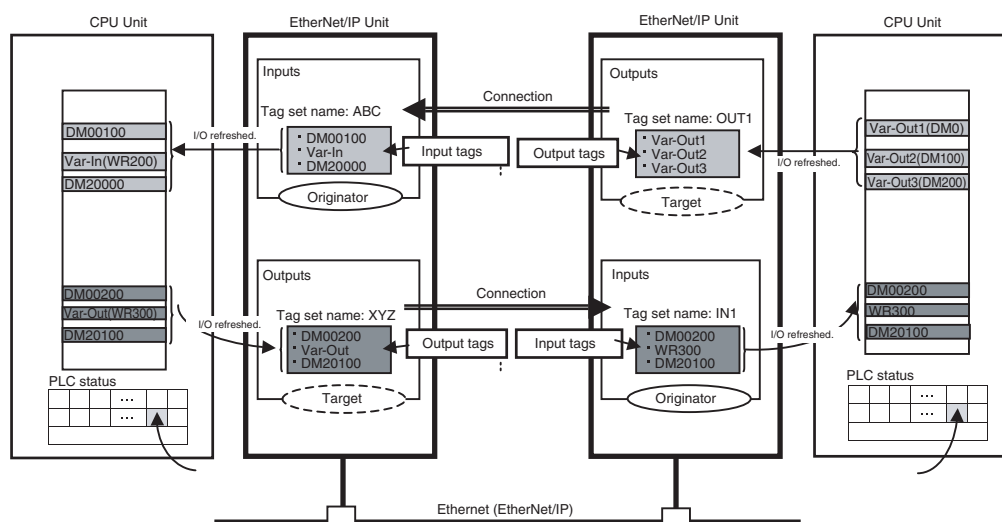 CPU Unit
EtherNet/IP Unit
EtherNet/IP Unit
CPU Unit
Inputs
Tag set name: ABC
▪ DM00100
▪ Var-In
▪ DM20000
Originator
DM00100
Var-In(WR200)
DM20000
I/O refreshed.
Connection
Input tags
Output tags
Outputs
Tag set name: OUT1
▪ Var-Out1
▪ Var-Out2
▪ Var-Out3
Target
I/O refreshed.
Var-Out1(DM0)
Var-Out2(DM100)
Var-Out3(DM200)
DM00200
Var-Out(WR300)
DM20100
I/O refreshed.
Outputs
Tag set name: XYZ
▪ DM00200
▪ Var-Out
▪ DM20100
Target
Connection
Output tags
Input tags
Inputs
Tag set name: IN1
▪ DM00200
▪ WR300
▪ DM20100
Originator
I/O refreshed.
DM00200
WR300
DM20100
PLC status
...
...
PLC status
...
...
Ethernet (EtherNet/IP)